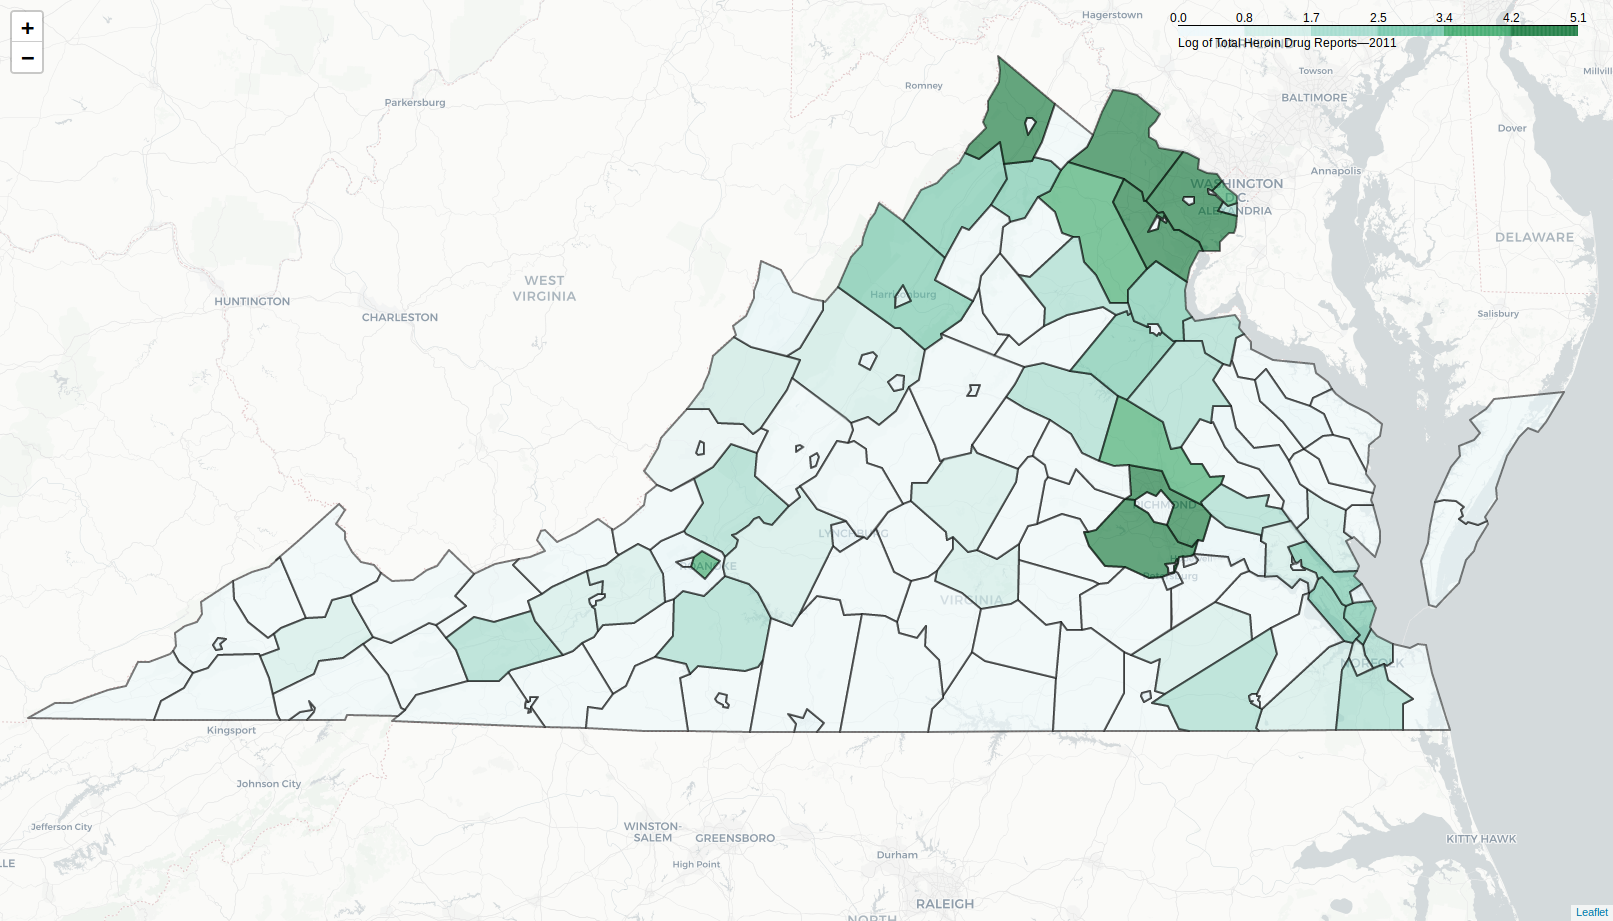 +
−
0.0 0.8 1.7 2.5 3.4 4.2 5.1
Log of Total Heroin Drug Reports—2011
Hagerstown
Towson
Millvill
Romney
BALTIMORE
Parkersburg
Dover
Annapolis
WASHINGTON
D.C.
ALEXANDRIA
DELAWARE
WEST
VIRGINIA
Harrisonburg
HUNTINGTON
CHARLESTON
Salisbury
RICHMOND
LYNCHBURG
ROANOKE
Petersburg
VIRGINIA
NORFOLK
Kingsport
Johnson City
Jefferson City
WINSTON-
SALEM
GREENSBORO
KITTY HAWK
Durham
LLE
High Point
RALEIGH
NORTH
Leaflet